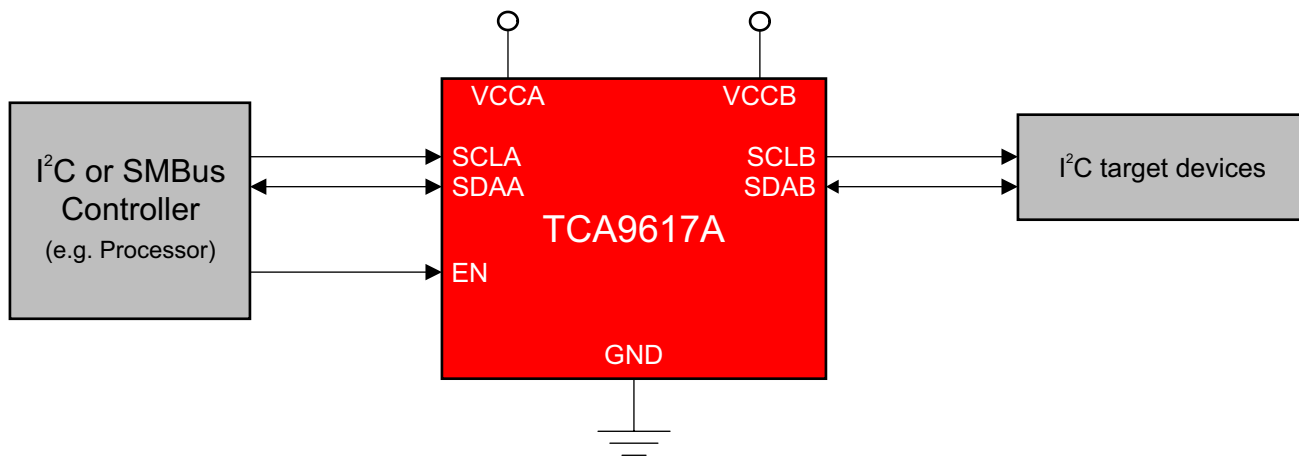 VCCA
VCCB
I²C or SMBus
Controller
(e.g. Processor)
SCLA
SDAA
EN
SCLB
SDAB
TCA9617A
GND
I²C target devices